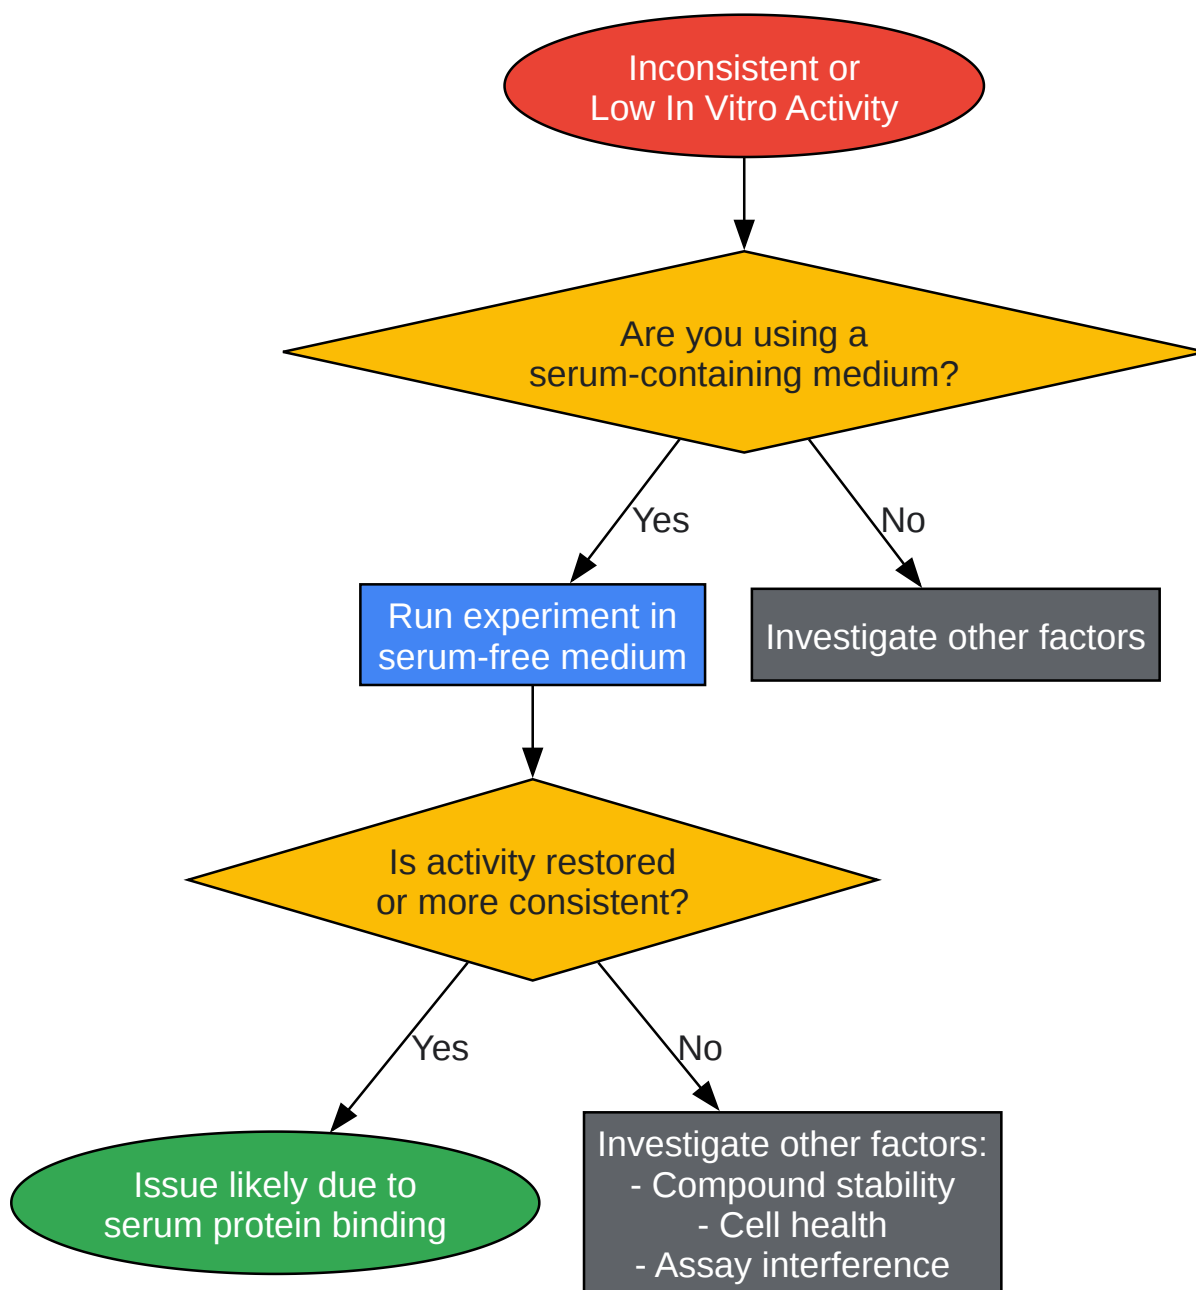 Inconsistent or
Low In Vitro Activity
Are you using a
serum-containing medium?
Yes
No
Run experiment in
serum-free medium
Investigate other factors
Is activity restored
or more consistent?
Yes
No
Issue likely due to
serum protein binding
Investigate other factors:
- Compound stability
- Cell health
- Assay interference